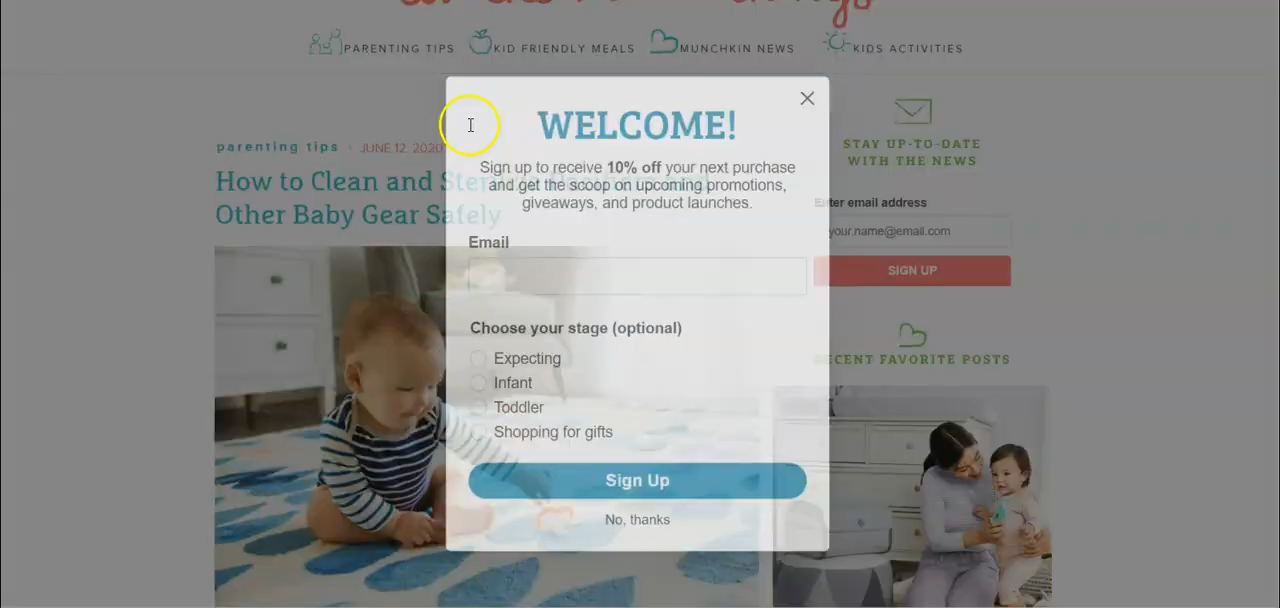 PARENTING TIPS
KID FRIENDLY MEALS
MUNCHKIN NEWS
KIDS ACTIVITIES
parenting tips
JUNE 12, 2020
How to Clean and
Other Baby Gear Safely
WELCOME!
Sign up to receive 10% off your next purchase
and get the scoop on upcoming promotions,
giveaways, and product launches.
Email
Choose your stage (optional)
Expecting
Infant
Toddler
Shopping for gifts
Sign Up
No, thanks
STAY UP-TO-DATE
WITH THE NEWS
Enter email address
your.name@email.com
SIGN UP
RECENT FAVORITE POSTS